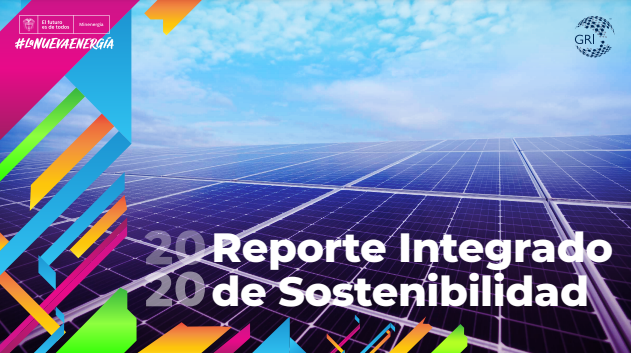 El futuro
es de todos
Minenergía
#LaNUEVAENERGÍA
GRI
20 Reporte Integrado
20 de Sostenibilidad